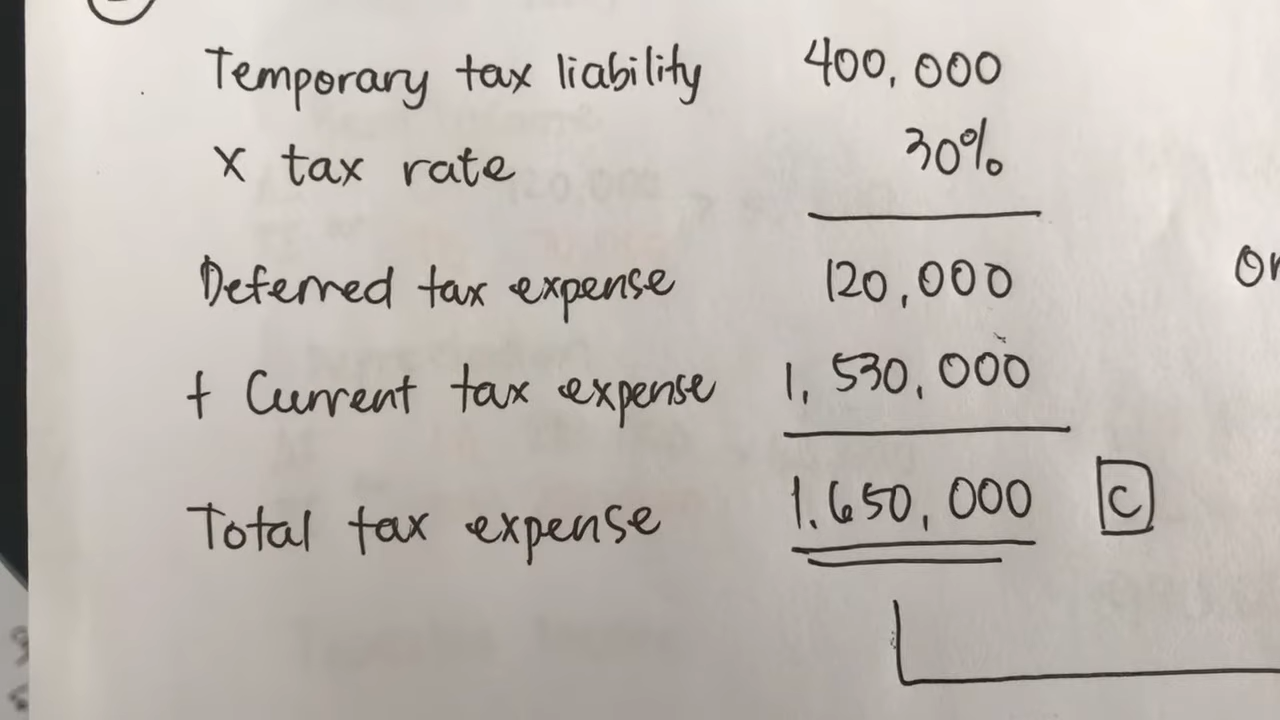 Temporary tax liability 400,000
X tax rate 30%
Deferred tax expense 120,000
+ Current tax expense 1,530,000
Total tax expense 1.650,000 C